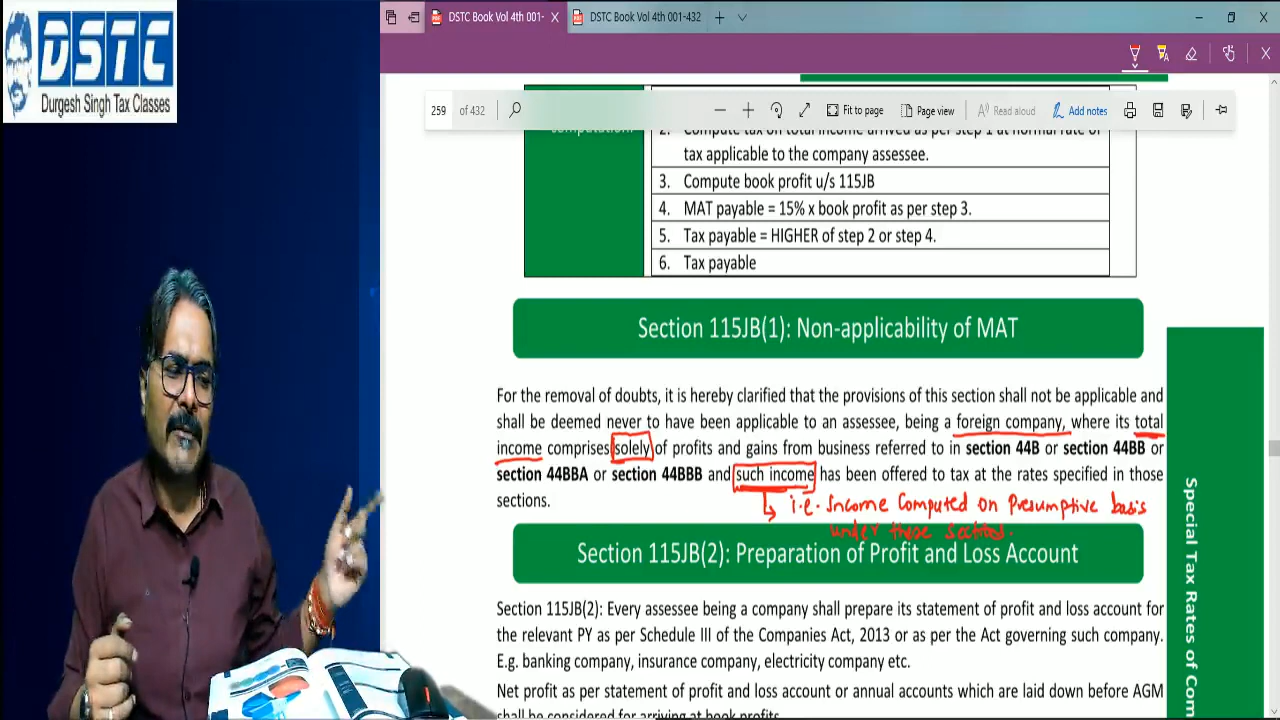 DSTC
Durgesh Singh Tax Classes
DSTC Book Vol 4th 001-
DSTC Book Vol 4th 001-432
259 of 432
Fit to page
Page view
Read aloud
Add notes
computation.
2. Compute tax on total income arrived as per step 1 at normal rate of
tax applicable to the company assessee.
3. Compute book profit u/s 115JB
4. MAT payable = 15% x book profit as per step 3.
5. Tax payable = HIGHER of step 2 or step 4.
6. Tax payable
Section 115JB(1): Non-applicability of MAT
For the removal of doubts, it is hereby clarified that the provisions of this section shall not be applicable and
shall be deemed never to have been applicable to an assessee, being a foreign company, where its total
income comprises solely of profits and gains from business referred to in section 44B or section 44BB or
section 44BBA or section 44BBB and such income has been offered to tax at the rates specified in those
sections.
i.e. Income Computed on Presumptive basis
under these sections.
Section 115JB(2): Preparation of Profit and Loss Account
Section 115JB(2): Every assessee being a company shall prepare its statement of profit and loss account for
the relevant PY as per Schedule III of the Companies Act, 2013 or as per the Act governing such company.
E.g. banking company, insurance company, electricity company etc.
Net profit as per statement of profit and loss account or annual accounts which are laid down before AGM
shall be considered for arriving at book profits.
Special Tax Rates of Com